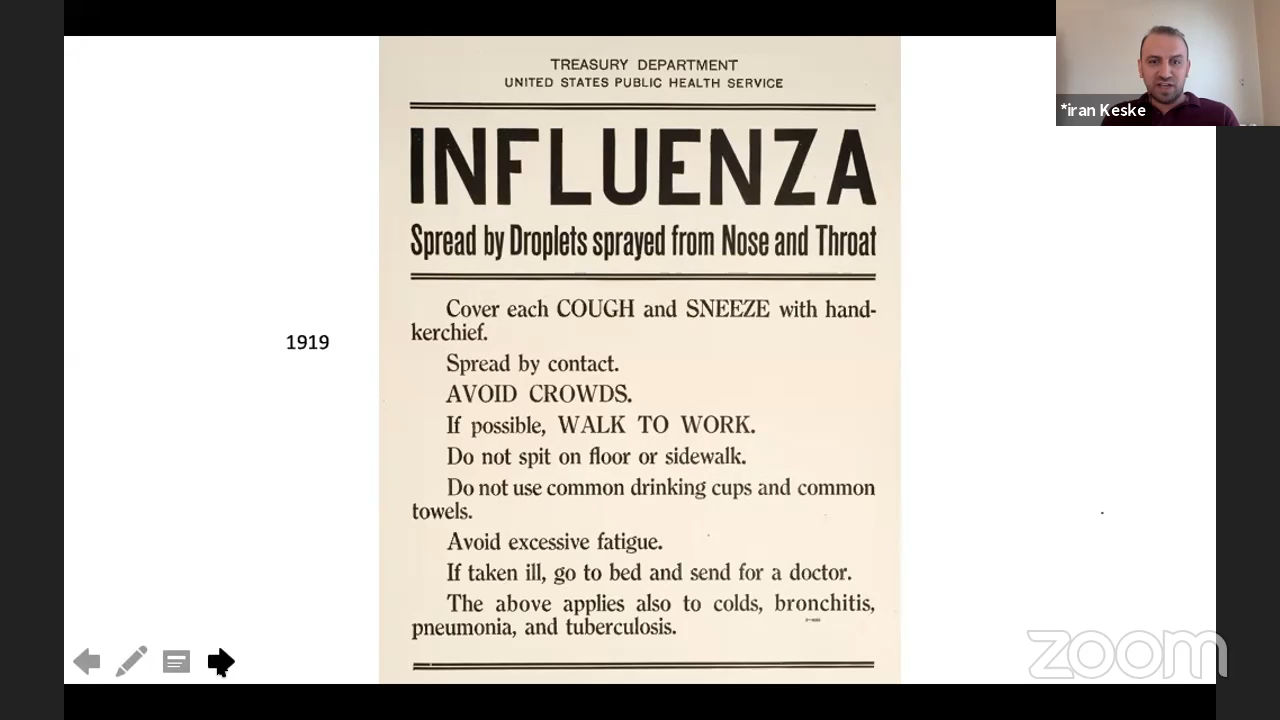 TREASURY DEPARTMENT
UNITED STATES PUBLIC HEALTH SERVICE
INFLUENZA
Spread by Droplets sprayed from Nose and Throat
Cover each COUGH and SNEEZE with hand-
kerchief.
Spread by contact.
AVOID CROWDS.
If possible, WALK TO WORK.
Do not spit on floor or sidewalk.
Do not use common drinking cups and common
towels.
Avoid excessive fatigue.
If taken ill, go to bed and send for a doctor.
The above applies also to colds, bronchitis,
pneumonia, and tuberculosis.
1919
*iran Keske
zoom